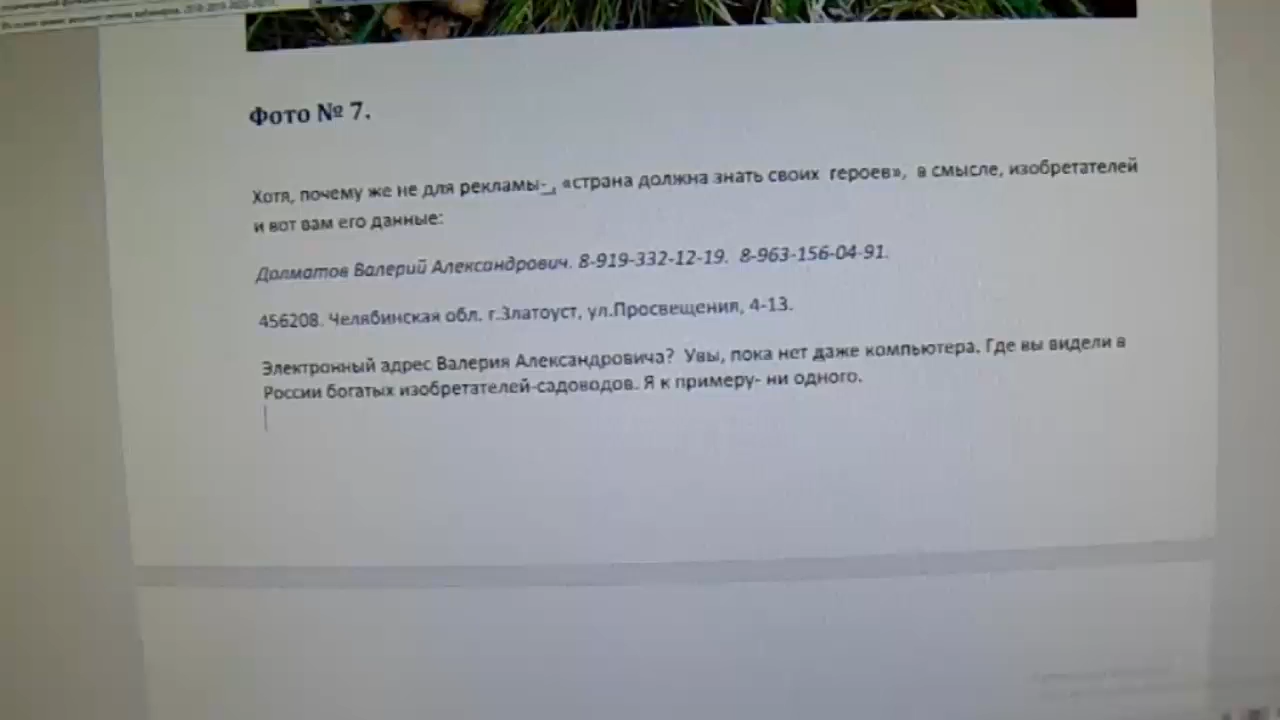 Фото № 7.
Хотя, почему же не для рекламы- , «страна должна знать своих героев», в смысле, изобретателей
и вот вам его данные:
Долматов Валерий Александрович. 8-919-332-12-19. 8-963-156-04-91.
456208. Челябинская обл. г.Златоуст, ул.Просвещения, 4-13.
Электронный адрес Валерия Александровича? Увы, пока нет даже компьютера. Где вы видели в
России богатых изобретателей-садоводов. Я к примеру- ни одного.